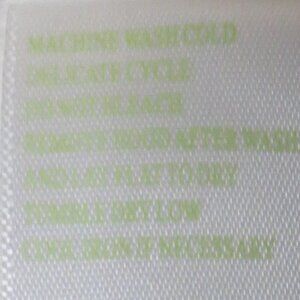 MACHINE WASH COLD
DELICATE CYCLE
DO NOT BLEACH
REMOVE HOOD AFTER WASH
AND LAY FLAT TO DRY
TUMBLE DRY LOW
COOL IRON IF NECESSARY